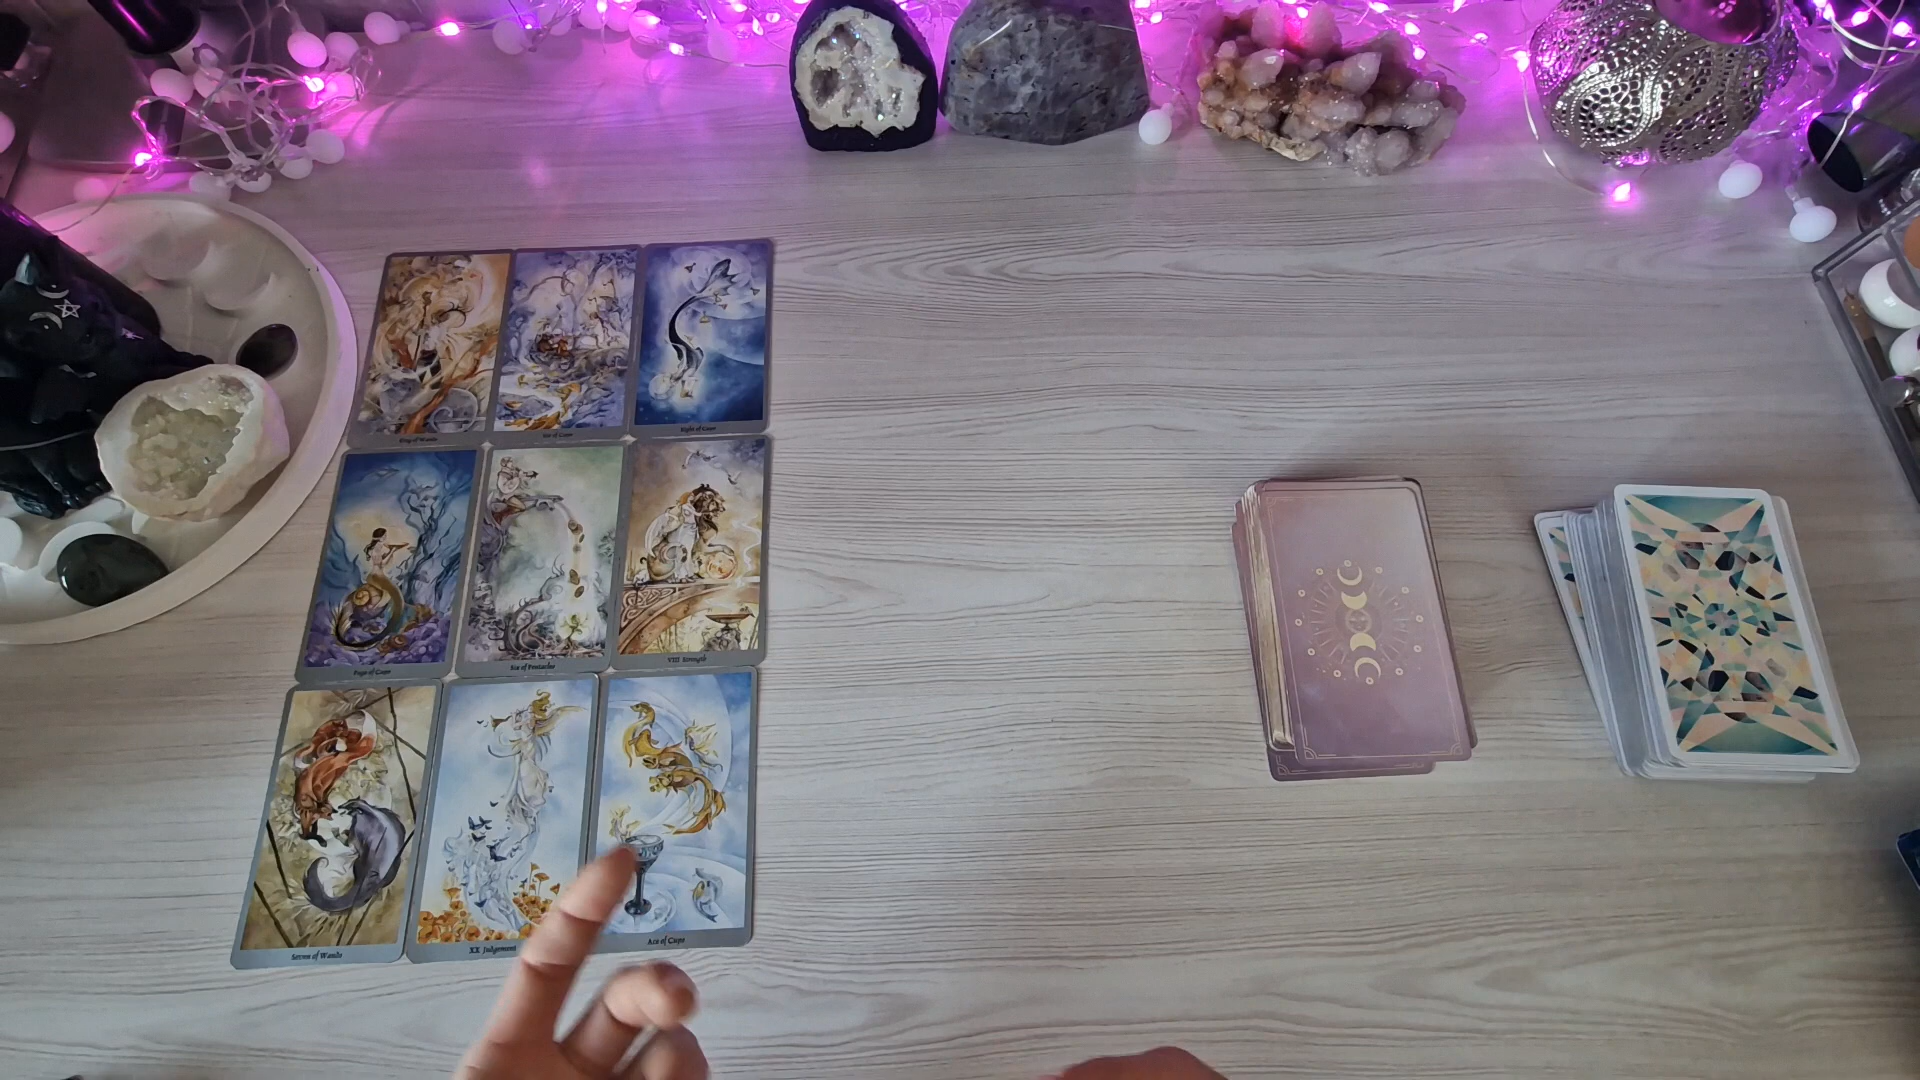 King of Wands
Six of Cups
Eight of Cups
Page of Cups
Six of Pentacles
VIII Strength
Seven of Wands
XX Judgement
Ace of Cups